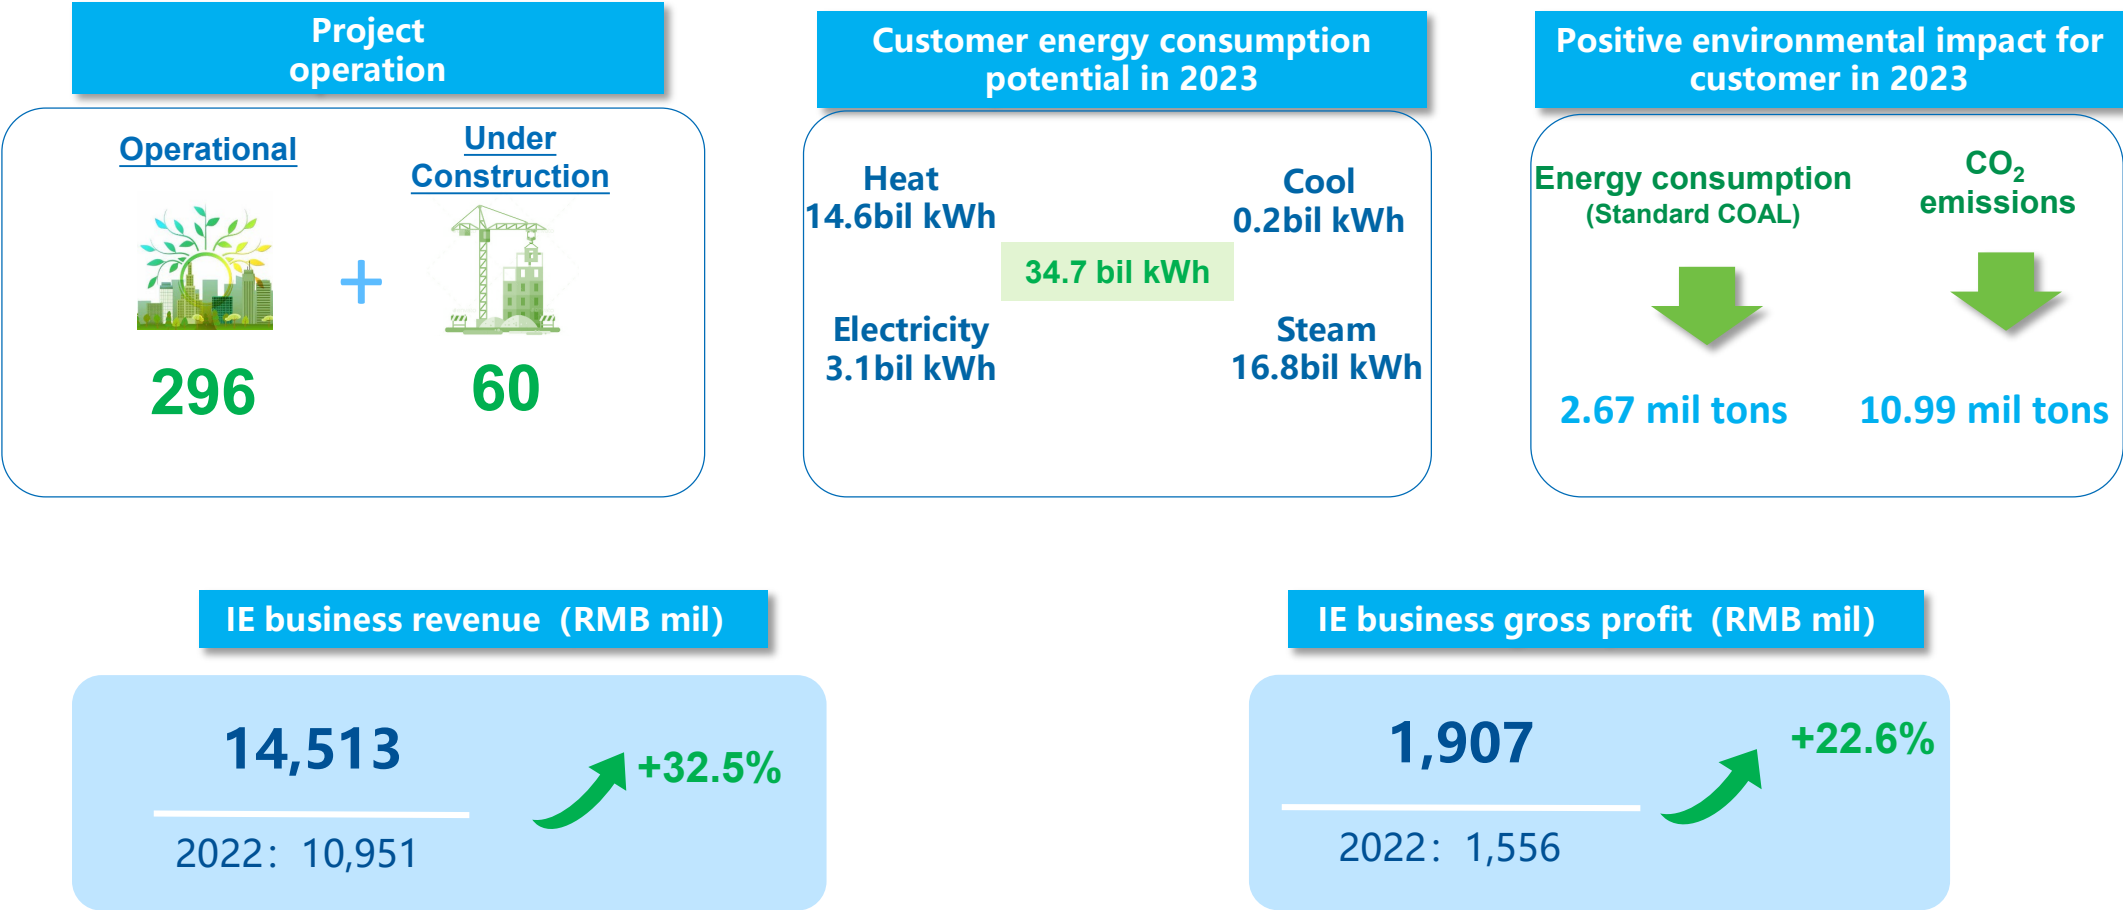 Project
operation
Operational
Under
Construction
+
296
60
Customer energy consumption
potential in 2023
Heat
14.6bil kWh
Cool
0.2bil kWh
34.7 bil kWh
Electricity
3.1bil kWh
Steam
16.8bil kWh
Positive environmental impact for
customer in 2023
Energy consumption
(Standard COAL)
CO₂
emissions
2.67 mil tons
10.99 mil tons
IE business revenue（RMB mil）
14,513
+32.5%
2022：10,951
IE business gross profit（RMB mil）
1,907
+22.6%
2022：1,556